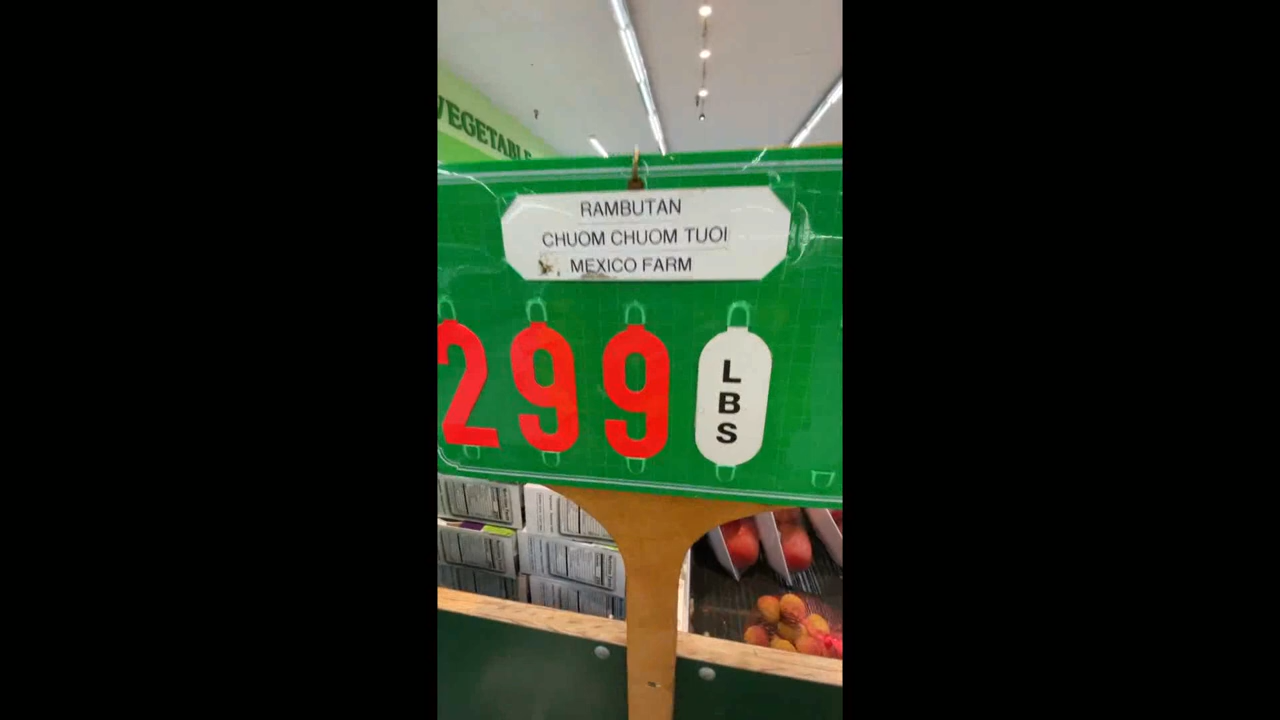 VEGETABLE
RAMBUTAN
CHUOM CHUOM TUOI
MEXICO FARM
299
LBS